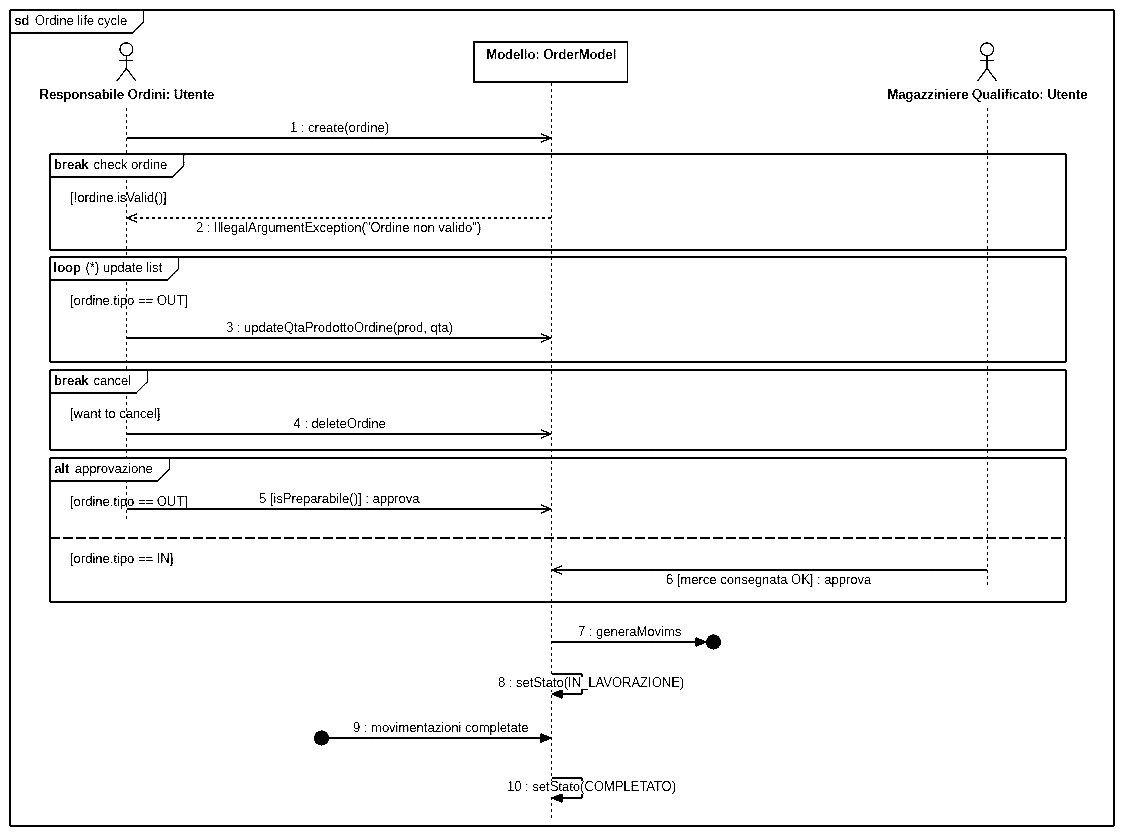 sd Ordine life cycle
Responsabile Ordini: Utente
Modello: OrderModel
Magazziniere Qualificato: Utente
1 : create(ordine)
break check ordine
[!ordine.isValid()]
2 : IllegalArgumentException("Ordine non valido")
loop (*) update list
[ordine.tipo == OUT]
3 : updateQtaProdottoOrdine(prod, qta)
break cancel
[want to cancel]
4 : deleteOrdine
alt approvazione
[ordine.tipo == OUT]
5 [isPreparabile()] : approva
[ordine.tipo == IN]
6 [merce consegnata OK] : approva
7 : generaMovims
8 : setStato(IN_LAVORAZIONE)
9 : movimentazioni completate
10 : setStato(COMPLETATO)